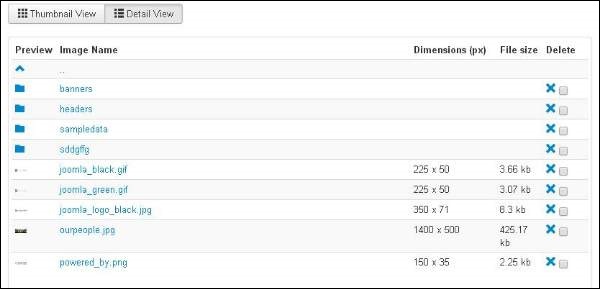 Thumbnail View Detail View
Preview Image Name Dimensions (px) File size Delete
..
banners
headers
sampledata
sddgffg
joomla_black.gif 225 x 50 3.66 kb
joomla_green.gif 225 x 50 3.07 kb
joomla_logo_black.jpg 350 x 71 8.3 kb
ourpeople.jpg 1400 x 500 425.17
kb
powered_by.png 150 x 35 2.25 kb